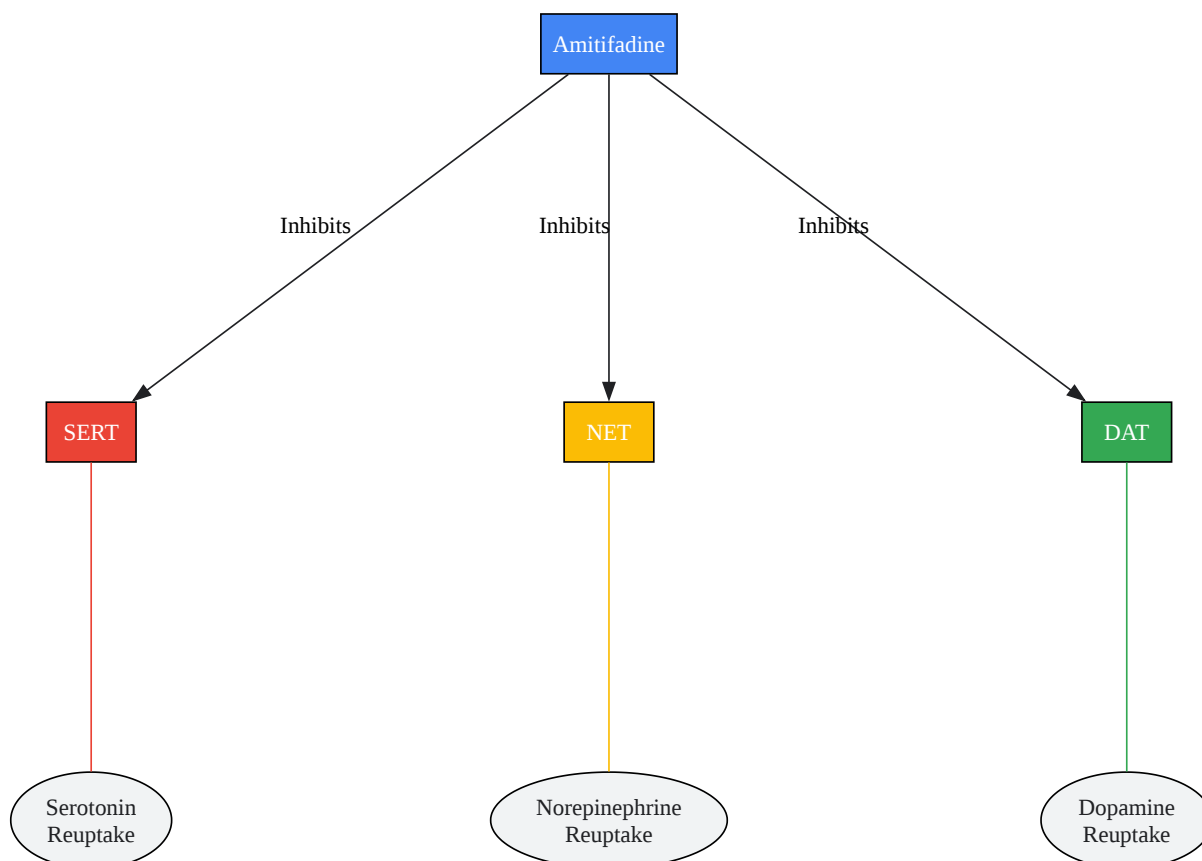 Amitifadine
Inhibits
Inhibits
Inhibits
SERT
NET
DAT
Serotonin
Reuptake
Norepinephrine
Reuptake
Dopamine
Reuptake